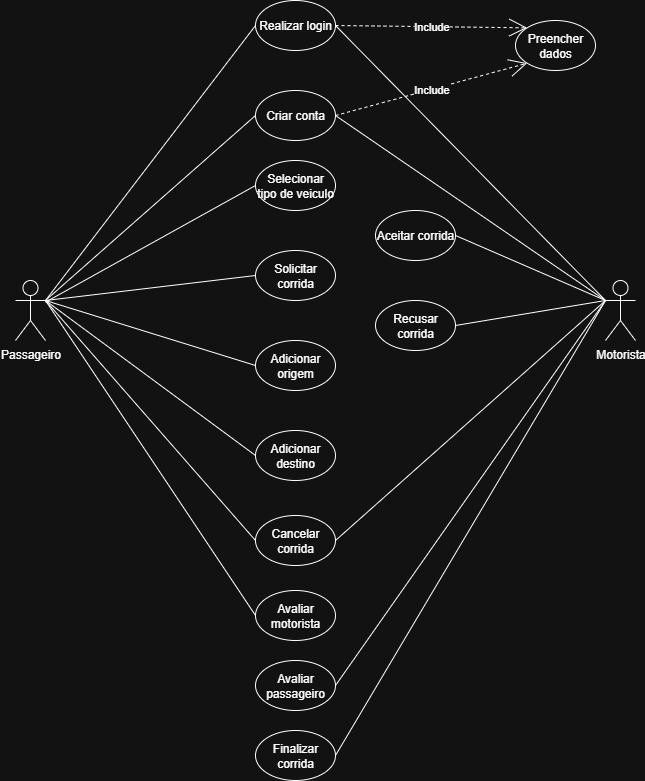 Realizar login
Include
Preencher
dados
Include
Criar conta
Selecionar
tipo de veiculo
Aceitar corrida
Solicitar
corrida
Recusar
corrida
Passageiro
Motorista
Adicionar
origem
Adicionar
destino
Cancelar
corrida
Avaliar
motorista
Avaliar
passageiro
Finalizar
corrida